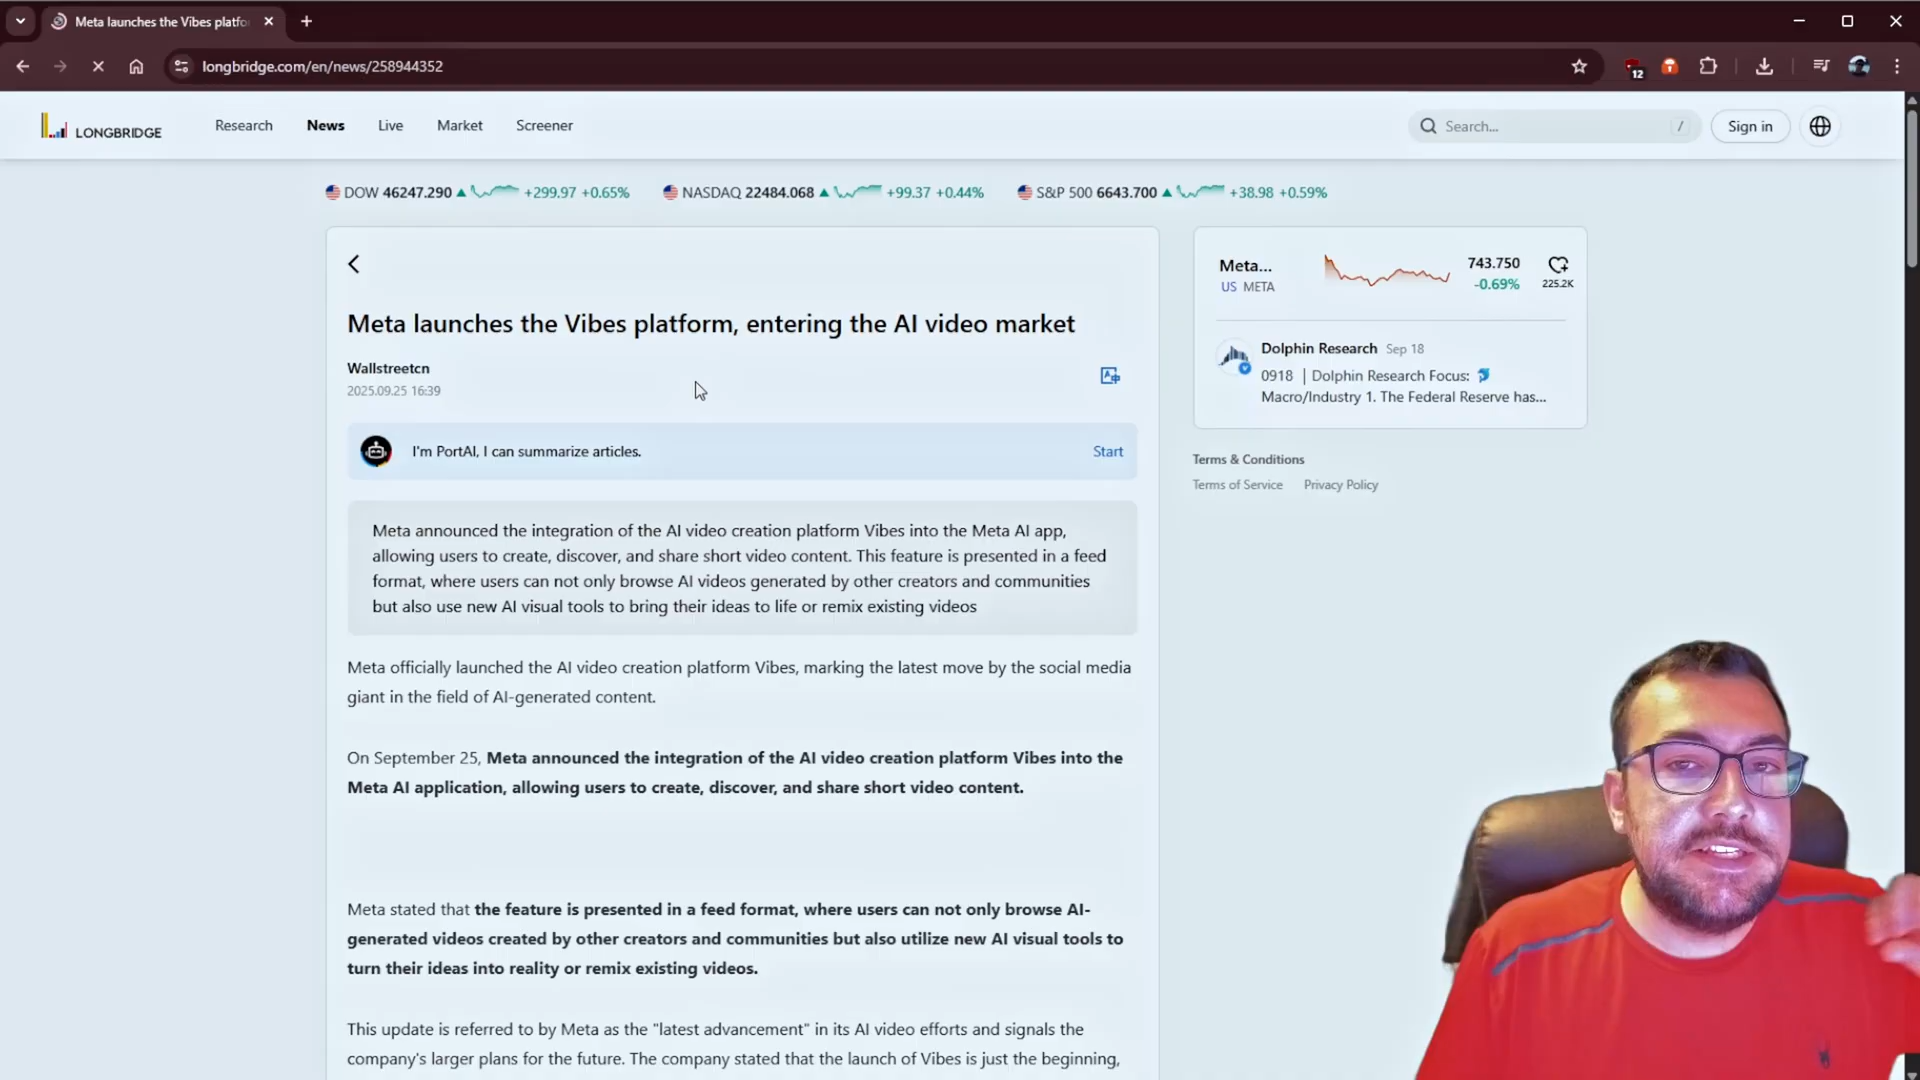 Meta launches the Vibes platfo
longbridge.com/en/news/258944352
12
LONGBRIDGE
Research
News
Live
Market
Screener
Search...
/
Sign in
DOW 46247.290 +299.97 +0.65%
NASDAQ 22484.068 +99.37 +0.44%
S&P 500 6643.700 +38.98 +0.59%
Meta launches the Vibes platform, entering the AI video market
Wallstreetcn
2025.09.25 16:39
I'm PortAI, I can summarize articles.
Start
Meta announced the integration of the AI video creation platform Vibes into the Meta AI app,
allowing users to create, discover, and share short video content. This feature is presented in a feed
format, where users can not only browse AI videos generated by other creators and communities
but also use new AI visual tools to bring their ideas to life or remix existing videos
Meta officially launched the AI video creation platform Vibes, marking the latest move by the social media
giant in the field of AI-generated content.
On September 25, Meta announced the integration of the AI video creation platform Vibes into the
Meta AI application, allowing users to create, discover, and share short video content.
Meta stated that the feature is presented in a feed format, where users can not only browse AI-
generated videos created by other creators and communities but also utilize new AI visual tools to
turn their ideas into reality or remix existing videos.
This update is referred to by Meta as the "latest advancement" in its AI video efforts and signals the
company's larger plans for the future. The company stated that the launch of Vibes is just the beginning,
Meta...
US META
743.750
-0.69%
225.2K
Dolphin Research Sep 18
0918 | Dolphin Research Focus:
Macro/Industry 1. The Federal Reserve has...
Terms & Conditions
Terms of Service
Privacy Policy